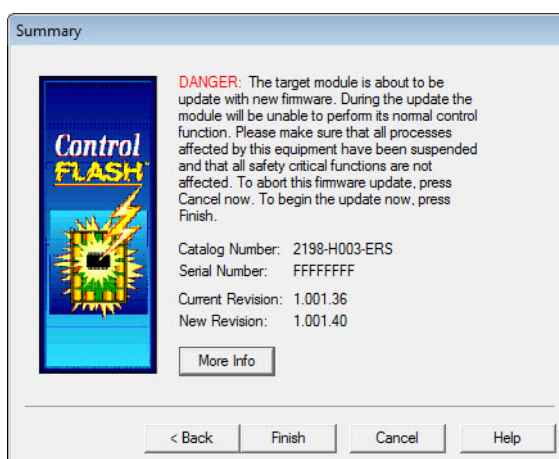 Summary
Control
FLASH™
DANGER: The target module is about to be
update with new firmware. During the update the
module will be unable to perform its normal control
function. Please make sure that all processes
affected by this equipment have been suspended
and that all safety critical functions are not
affected. To abort this firmware update, press
Cancel now. To begin the update now, press
Finish.
Catalog Number: 2198-H003-ERS
Serial Number: FFFFFFFF
Current Revision: 1.001.36
New Revision: 1.001.40
More Info
< Back Finish Cancel Help